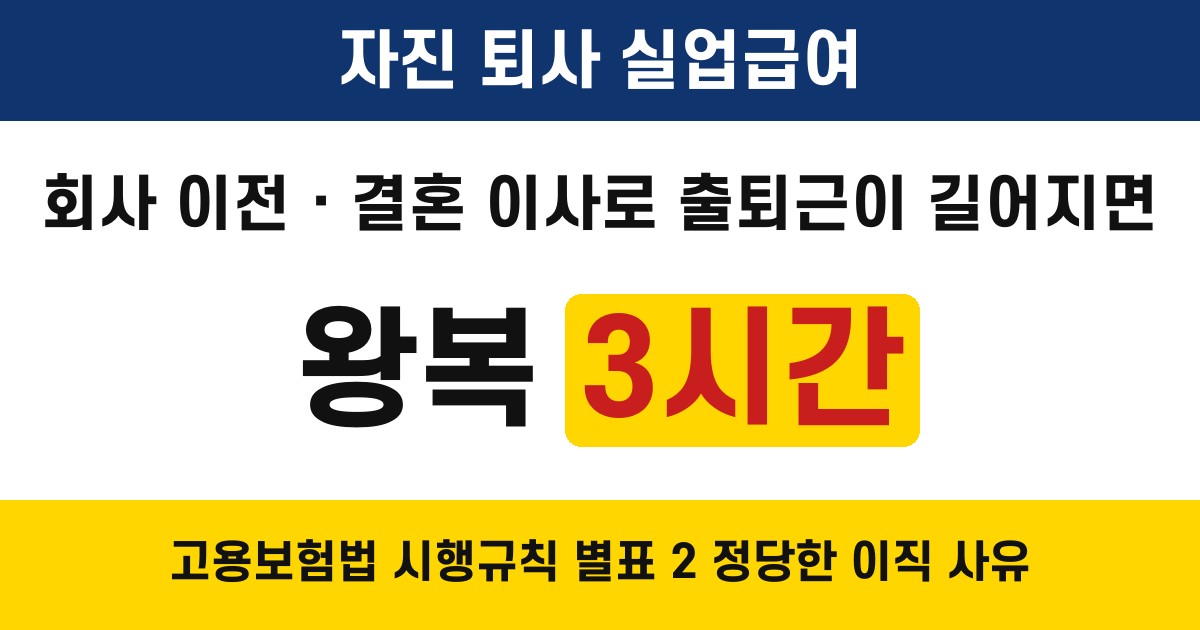 자진 퇴사 실업급여
회사 이전 · 결혼 이사로 출퇴근이 길어지면
왕복 3시간
고용보험법 시행규칙 별표 2 정당한 이직 사유